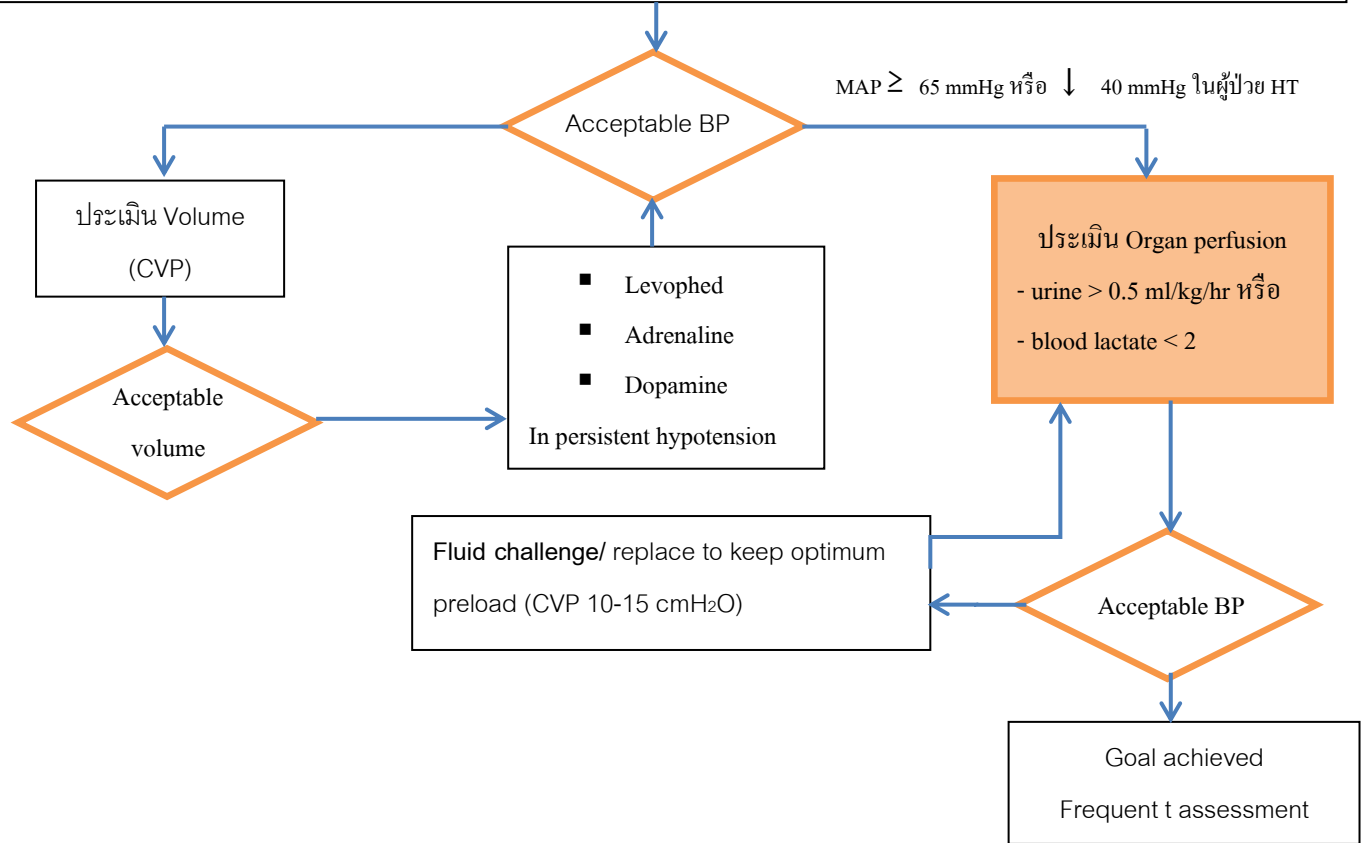 MAP ≥ 65 mmHg หรือ ↓ 40 mmHg ในผู้ป่วย HT
Acceptable BP
ประเมิน Volume
(CVP)
Acceptable
volume
■ Levophed
■ Adrenaline
■ Dopamine
In persistent hypotension
ประเมิน Organ perfusion
- urine > 0.5 ml/kg/hr หรือ
- blood lactate < 2
Fluid challenge/ replace to keep optimum
preload (CVP 10-15 cmH₂O)
Acceptable BP
Goal achieved
Frequent t assessment